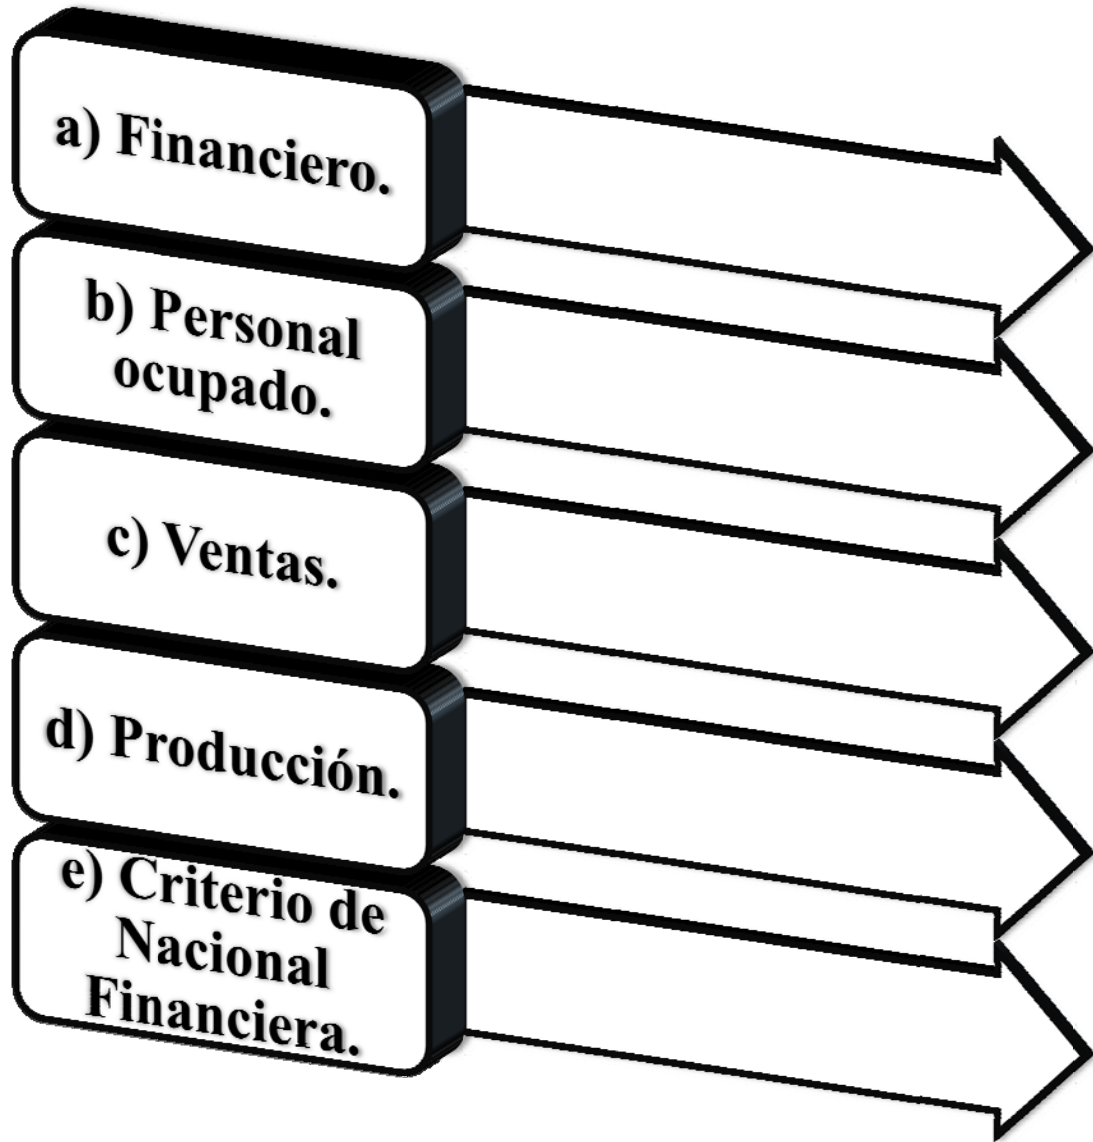 a) Financiero.
b) Personal
ocupado.
c) Ventas.
d) Producción.
e) Criterio de
Nacional
Financiera.